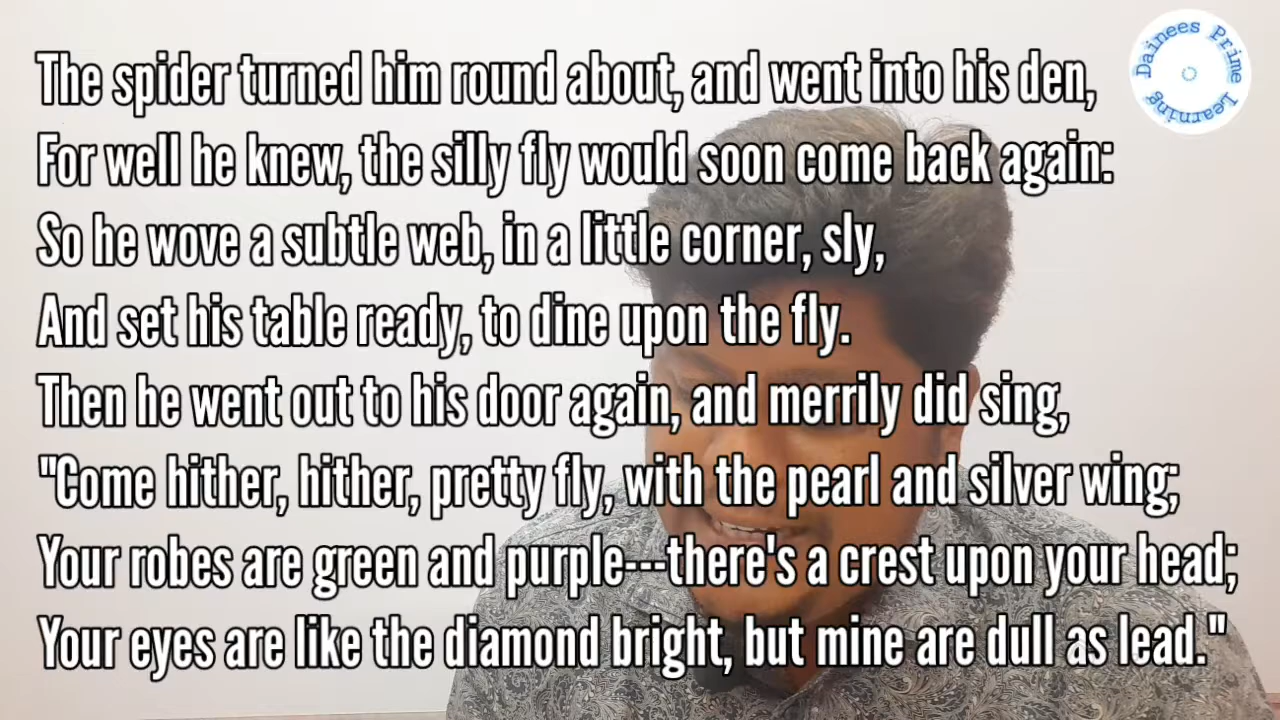 The spider turned him round about, and went into his den,
For well he knew, the silly fly would soon come back again:
So he wove a subtle web, in a little corner, sly,
And set his table ready, to dine upon the fly.
Then he went out to his door again, and merrily did sing,
"Come hither, hither, pretty fly, with the pearl and silver wing;
Your robes are green and purple---there's a crest upon your head;
Your eyes are like the diamond bright, but mine are dull as lead."
Dainees Prime Learning